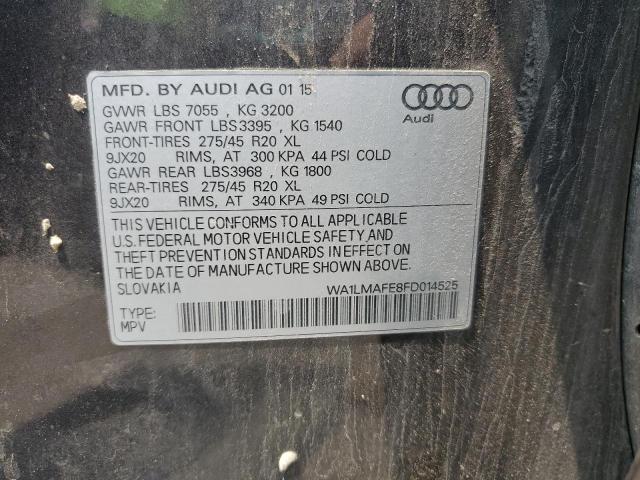 MFD. BY AUDI AG 01 15
GVWR LBS 7055 , KG 3200
GAWR FRONT LBS3395 , KG 1540
FRONT-TIRES 275/45 R20 XL
9JX20 RIMS, AT 300 KPA 44 PSI COLD
GAWR REAR LBS3968 , KG 1800
REAR-TIRES 275/45 R20 XL
9JX20 RIMS, AT 340 KPA 49 PSI COLD
Audi
THIS VEHICLE CONFORMS TO ALL APPLICABLE
U.S. FEDERAL MOTOR VEHICLE SAFETY AND
THEFT PREVENTION STANDARDS IN EFFECT ON
THE DATE OF MANUFACTURE SHOWN ABOVE.
SLOVAKIA WA1LMAFE8FD014525
TYPE:
MPV